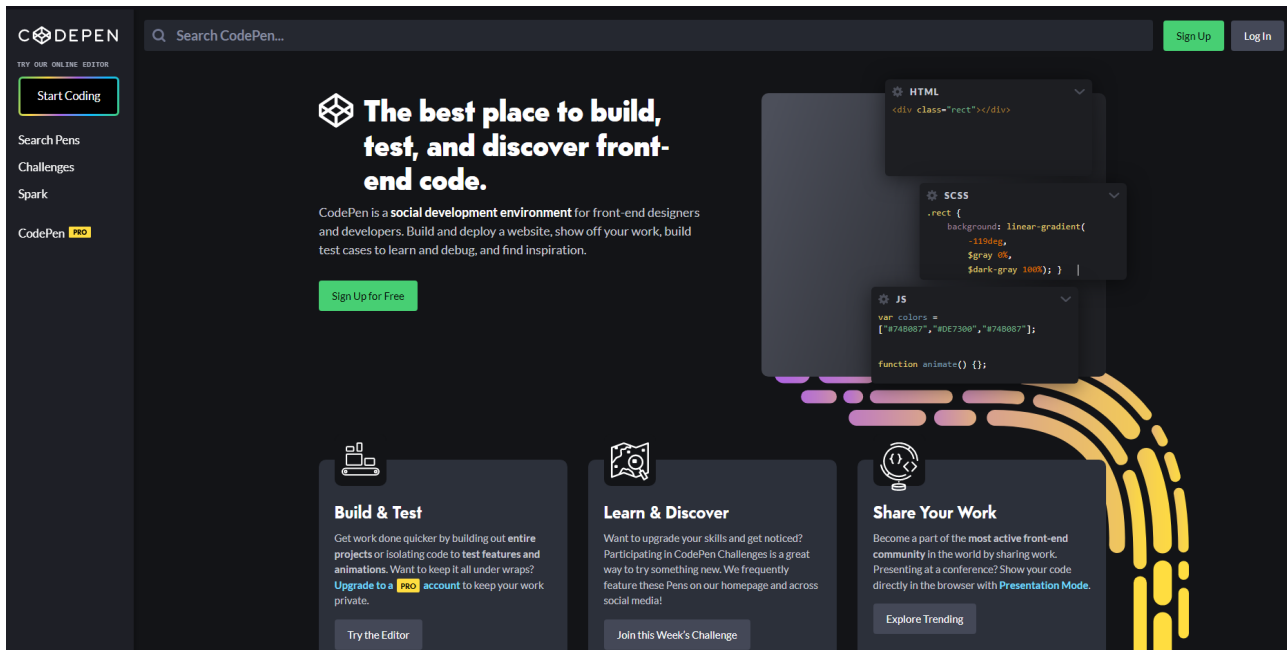 CODEPEN
TRY OUR ONLINE EDITOR
Start Coding
Search Pens
Challenges
Spark
CodePen PRO
Search CodePen...
Sign Up
Log In
The best place to build,
test, and discover front-
end code.
CodePen is a social development environment for front-end designers
and developers. Build and deploy a website, show off your work, build
test cases to learn and debug, and find inspiration.
Sign Up for Free
HTML
<div class="rect"></div>
SCSS
.rect {
background: linear-gradient(
-119deg,
$gray 0%,
$dark-gray 100%); }
JS
var colors =
["#74B087","#DE7300","#74B087"];
function animate() {};
Build & Test
Get work done quicker by building out entire
projects or isolating code to test features and
animations. Want to keep it all under wraps?
Upgrade to a PRO account to keep your work
private.
Try the Editor
Learn & Discover
Want to upgrade your skills and get noticed?
Participating in CodePen Challenges is a great
way to try something new. We frequently
feature these Pens on our homepage and across
social media!
Join this Week's Challenge
Share Your Work
Become a part of the most active front-end
community in the world by sharing work.
Presenting at a conference? Show your code
directly in the browser with Presentation Mode.
Explore Trending